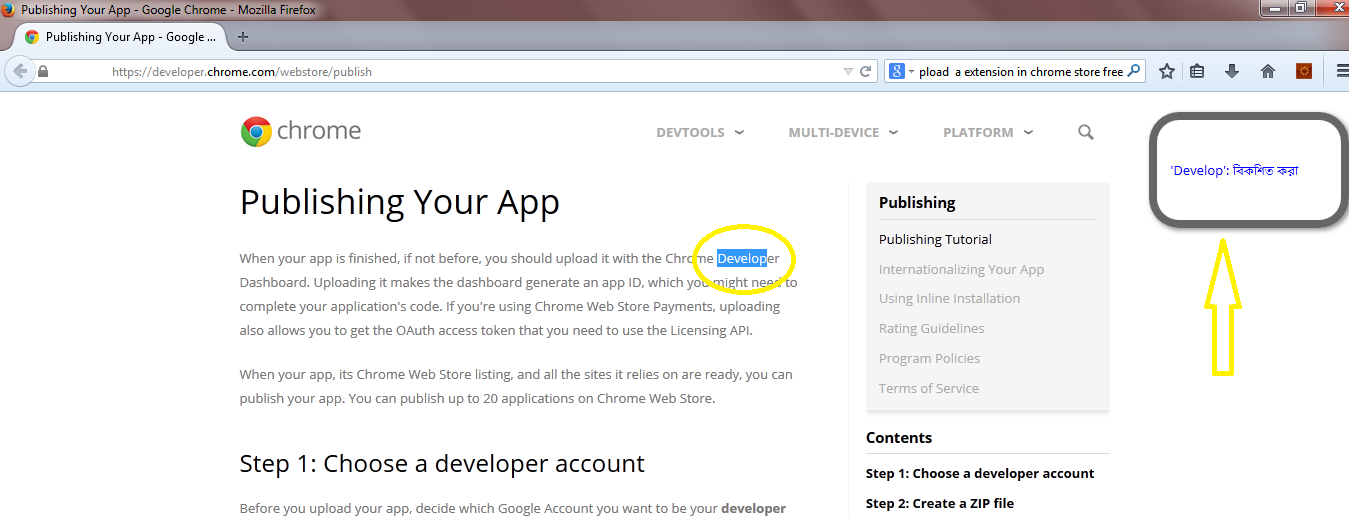 Publishing Your App - Google Chrome - Mozilla Firefox
Publishing Your App - Google ...
https://developer.chrome.com/webstore/publish
pload a extension in chrome store free
chrome
DEVTOOLS
MULTI-DEVICE
PLATFORM
'Develop': বিকশিত করা
Publishing Your App
When your app is finished, if not before, you should upload it with the Chrome Developer
Dashboard. Uploading it makes the dashboard generate an app ID, which you might need to
complete your application's code. If you're using Chrome Web Store Payments, uploading
also allows you to get the OAuth access token that you need to use the Licensing API.
When your app, its Chrome Web Store listing, and all the sites it relies on are ready, you can
publish your app. You can publish up to 20 applications on Chrome Web Store.
Step 1: Choose a developer account
Before you upload your app, decide which Google Account you want to be your developer
Publishing
Publishing Tutorial
Internationalizing Your App
Using Inline Installation
Rating Guidelines
Program Policies
Terms of Service
Contents
Step 1: Choose a developer account
Step 2: Create a ZIP file